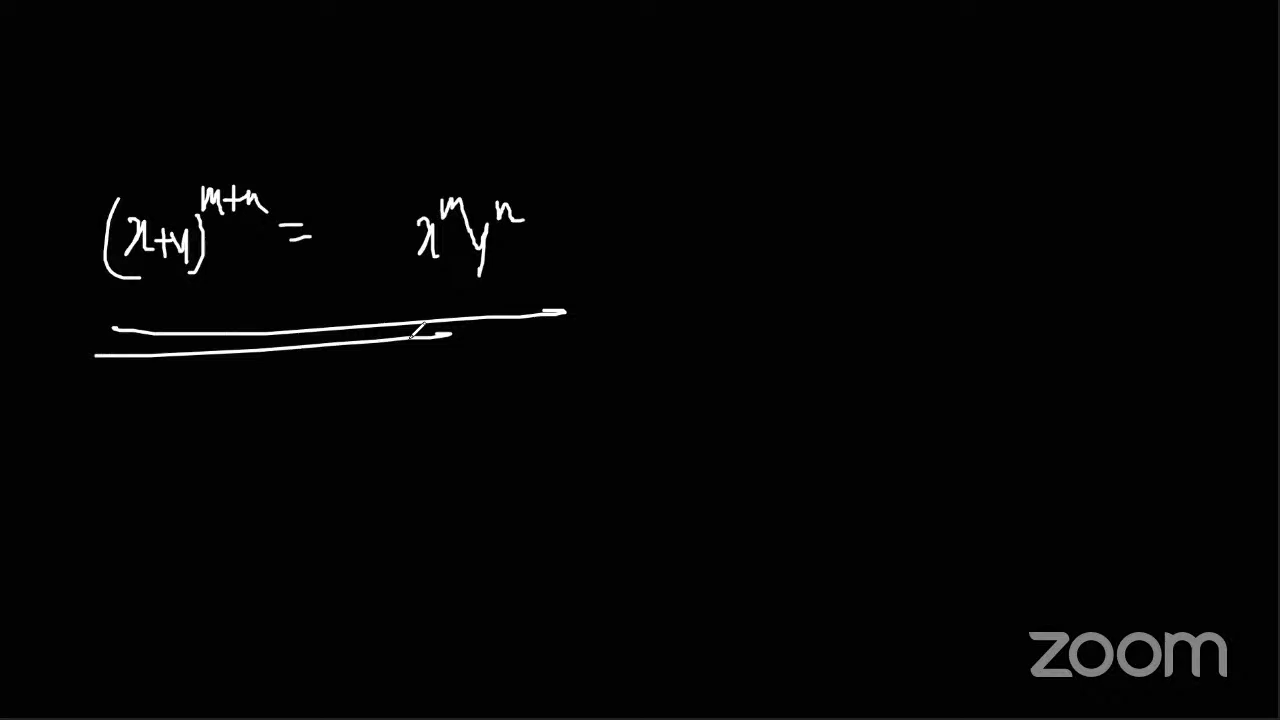 (x+y)^{m+n} = x^m y^n
zoom